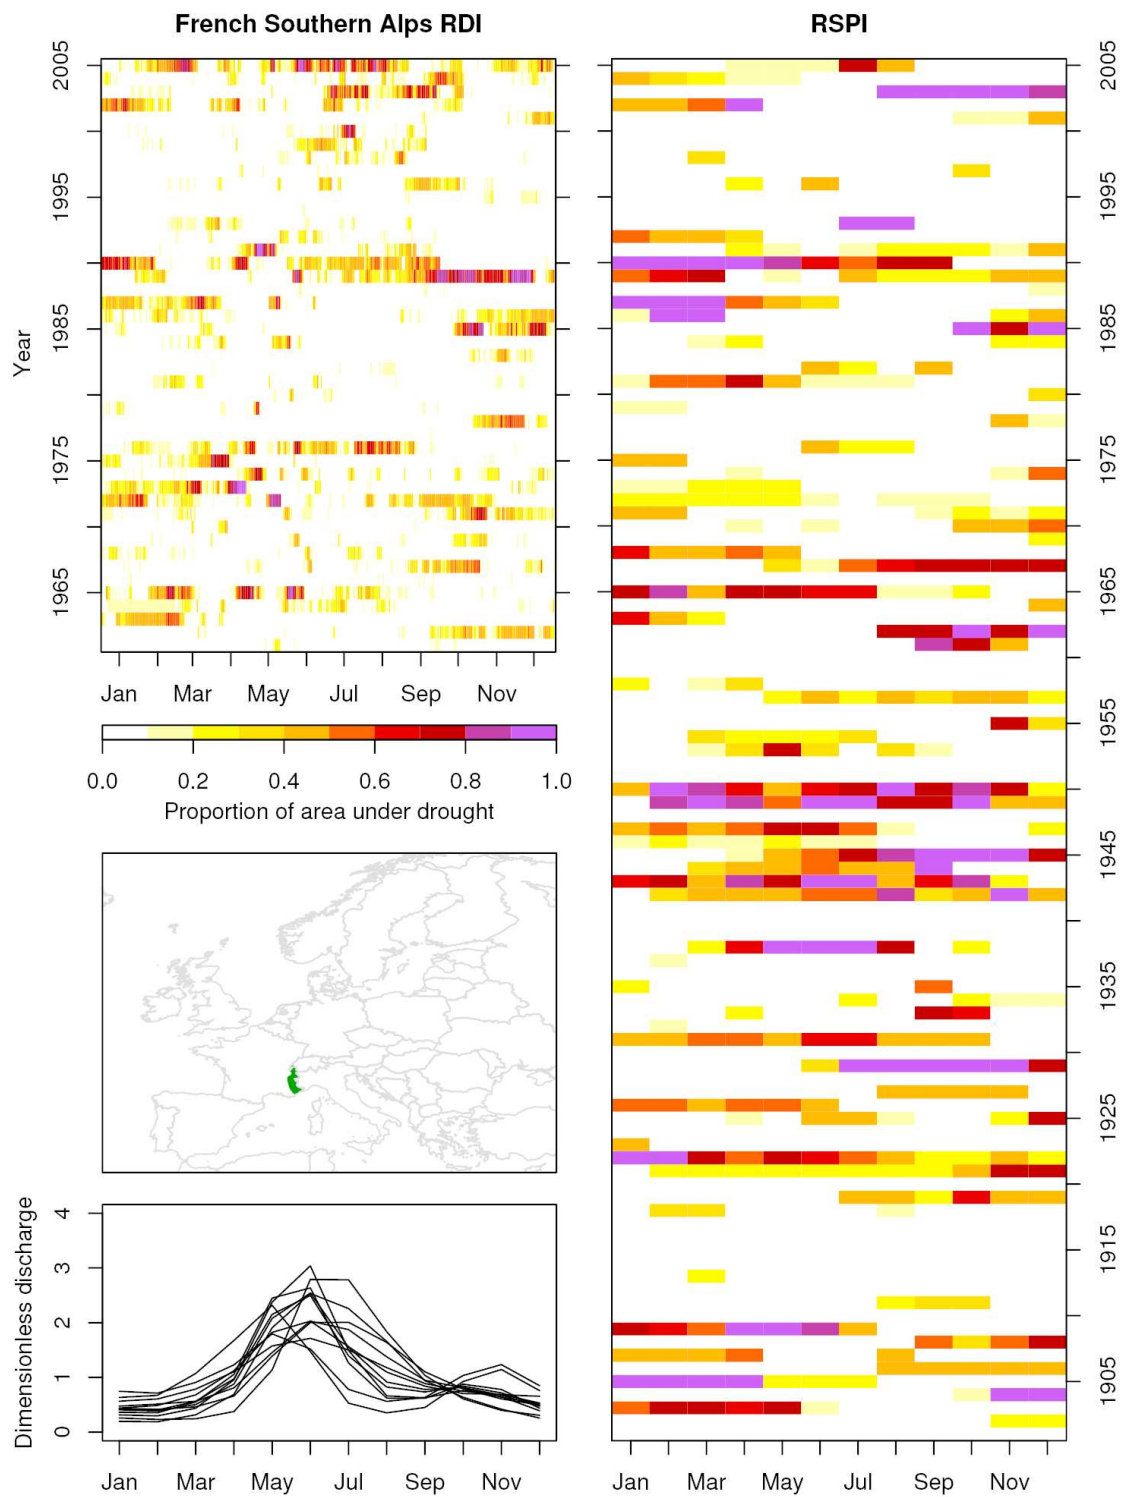 French Southern Alps RDI
RSPI
Year
2005
1995
1985
1975
1965
Jan Mar May Jul Sep Nov
0.0 0.2 0.4 0.6 0.8 1.0
Proportion of area under drought
Dimensionless discharge
4
3
2
1
0
Jan Mar May Jul Sep Nov
2005
1995
1985
1975
1965
1955
1945
1935
1925
1915
1905
Jan Mar May Jul Sep Nov